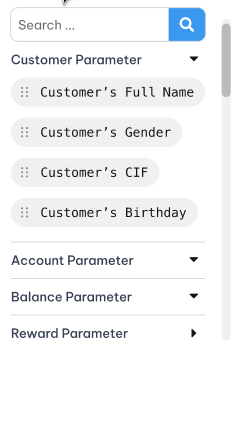 Search ...
Customer Parameter
Customer’s Full Name
Customer’s Gender
Customer’s CIF
Customer’s Birthday
Account Parameter
Balance Parameter
Reward Parameter